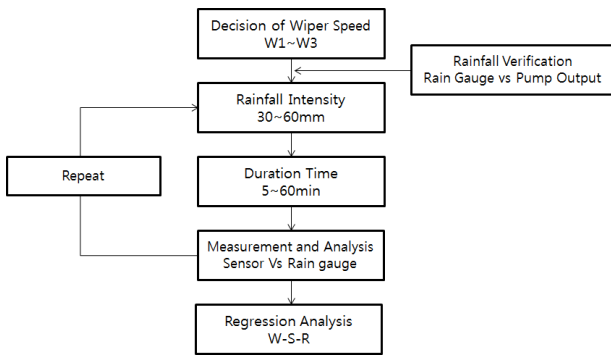 Decision of Wiper Speed
W1~W3
Rainfall Verification
Rain Gauge vs Pump Output
Rainfall Intensity
30~60mm
Repeat
Duration Time
5~60min
Measurement and Analysis
Sensor Vs Rain gauge
Regression Analysis
W-S-R